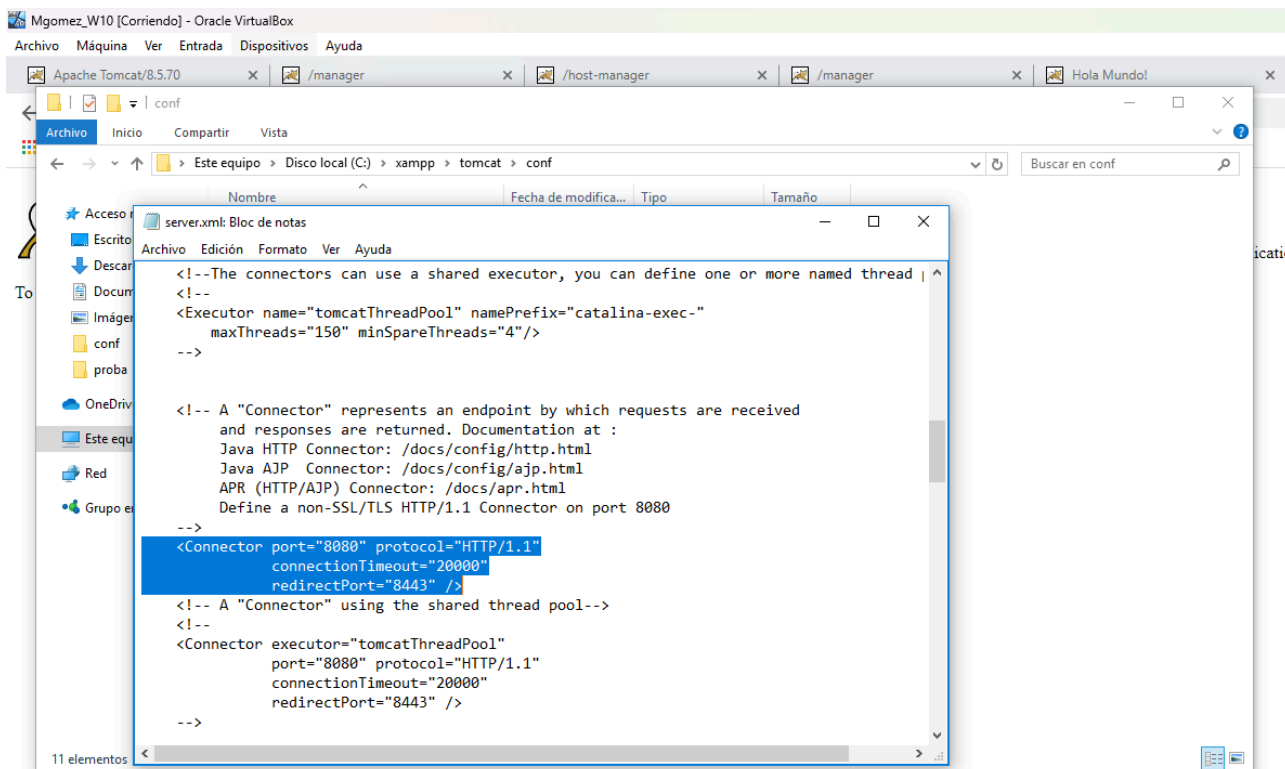 Mgomez_W10 [Corriendo] - Oracle VirtualBox
Archivo Máquina Ver Entrada Dispositivos Ayuda
Apache Tomcat/8.5.70 /manager /host-manager /manager Hola Mundo!
conf
Archivo Inicio Compartir Vista
Este equipo > Disco local (C:) > xampp > tomcat > conf Buscar en conf
Nombre Fecha de modifica... Tipo Tamaño
Acceso
Escrito
Descar
Docum
Imáger
conf
proba
OneDriv
Este equ
Red
Grupo e
11 elementos
To
server.xml: Bloc de notas
Archivo Edición Formato Ver Ayuda
<!--The connectors can use a shared executor, you can define one or more named thread
<!--
<Executor name="tomcatThreadPool" namePrefix="catalina-exec-"
maxThreads="150" minSpareThreads="4"/>
-->
<!-- A "Connector" represents an endpoint by which requests are received
and responses are returned. Documentation at :
Java HTTP Connector: /docs/config/http.html
Java AJP  Connector: /docs/config/ajp.html
APR (HTTP/AJP) Connector: /docs/apr.html
Define a non-SSL/TLS HTTP/1.1 Connector on port 8080
-->
<Connector port="8080" protocol="HTTP/1.1"
connectionTimeout="20000"
redirectPort="8443" />
<!-- A "Connector" using the shared thread pool-->
<!--
<Connector executor="tomcatThreadPool"
port="8080" protocol="HTTP/1.1"
connectionTimeout="20000"
redirectPort="8443" />
-->